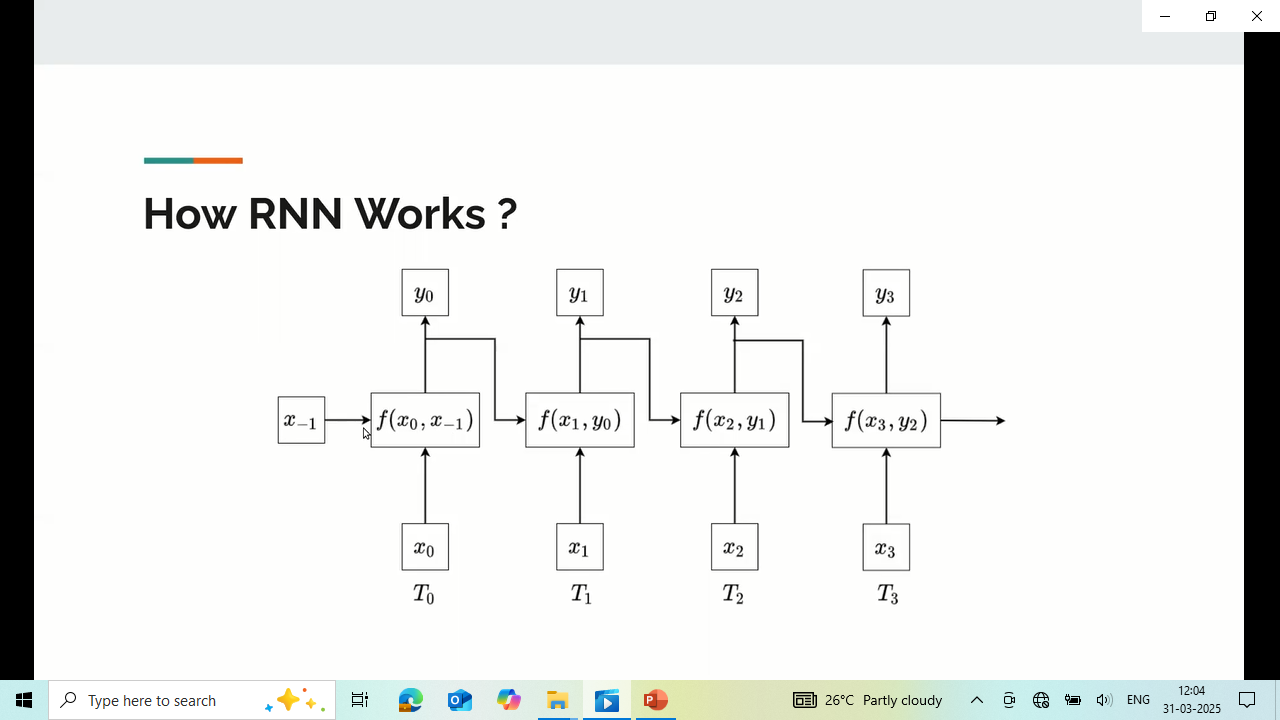 How RNN Works ?
y₀ y₁ y₂ y₃
x₋₁ f(x₀, x₋₁) f(x₁, y₀) f(x₂, y₁) f(x₃, y₂)
x₀ x₁ x₂ x₃
T₀ T₁ T₂ T₃
Type here to search
26°C Partly cloudy
ENG
12:04
31-03-2025